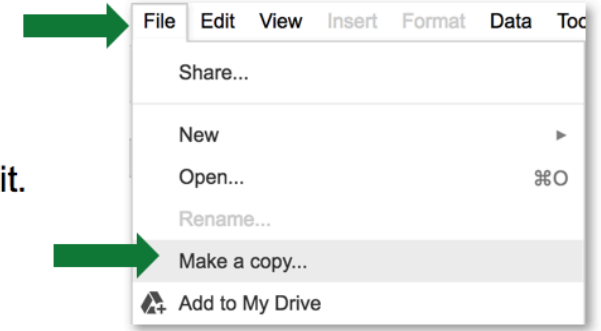 File Edit View Insert Format Data
Share...
New
it.
Open... ⌘O
Rename...
Make a copy...
Add to My Drive